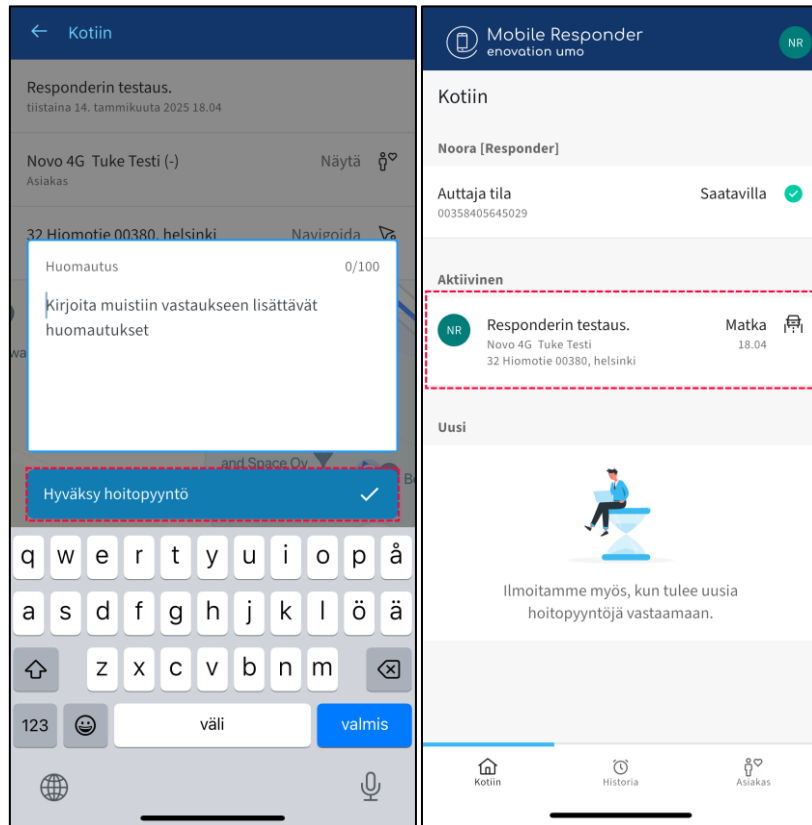 Kotiin
Responderin testaus.
tiistaina 14. tammikuuta 2025 18.04
Novo 4G Tuke Testi (-)
Näytä
Asiakas
32 Hiomotie 00380, helsinki
Navigoida
Huomautus
0/100
Kirjoita muistiin vastaukseen lisättävät
huomautukset
and Space Oy
Hyväksy hoitopyyntö
q w e r t y u i o p å
a s d f g h j k l ö ä
z x c v b n m
123
väli
valmis
Mobile Responder
enovation umo
NR
Kotiin
Noora [Responder]
Auttaja tila
Saatavilla
00358405645029
Aktiivinen
NR
Responderin testaus.
Matka
Novo 4G Tuke Testi
18.04
32 Hiomotie 00380, helsinki
Uusi
Ilmoitamme myös, kun tulee uusia
hoitopyyntöjä vastaamaan.
Kotiin
Historia
Asiakas